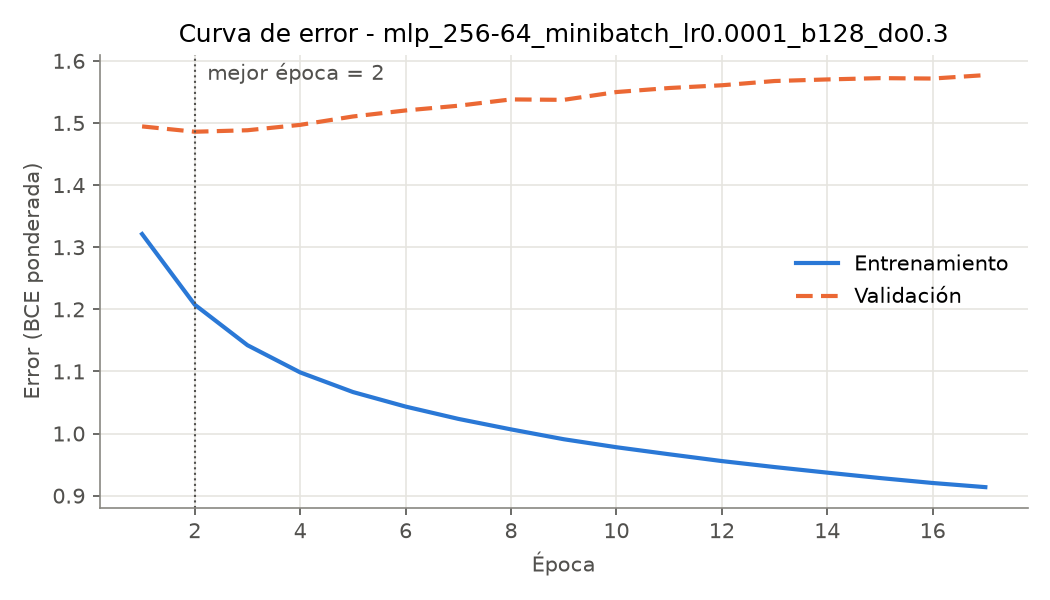 Curva de error - mlp_256-64_minibatch_lr0.0001_b128_do0.3
mejor época = 2
Error (BCE ponderada)
1.6
1.5
1.4
1.3
1.2
1.1
1.0
0.9
Entrenamiento
Validación
2 4 6 8 10 12 14 16
Época